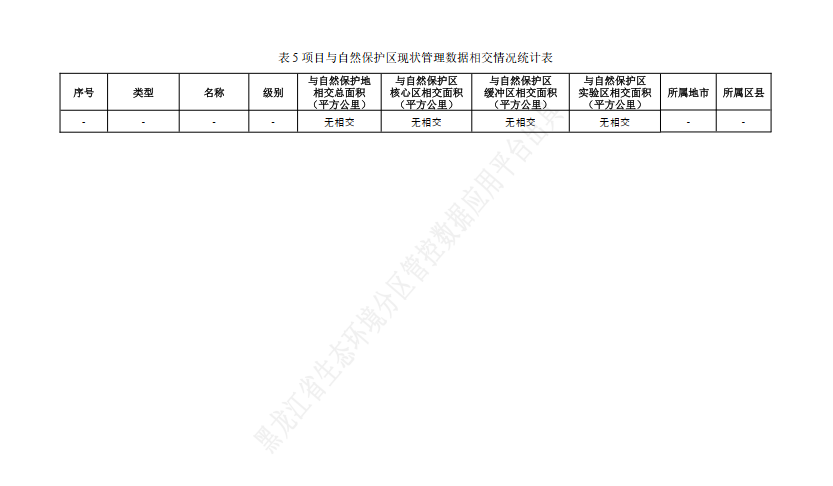 表 5 项目与自然保护区现状管理数据相交情况统计表
序号 类型 名称 级别 与自然保护地相交总面积（平方公里） 与自然保护区核心区相交面积（平方公里） 与自然保护区缓冲区相交面积（平方公里） 与自然保护区实验区相交面积（平方公里） 所属地市 所属区县
- - - - 无相交 无相交 无相交 无相交 - -
黑龙江省生态环境分区管控数据应用平台出具